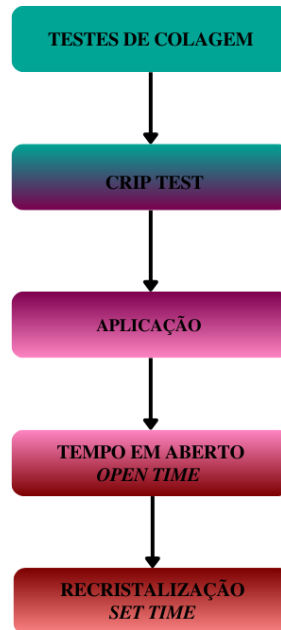 TESTES DE COLAGEM
CRIP TEST
APLICAÇÃO
TEMPO EM ABERTO
OPEN TIME
RECRISTALIZAÇÃO
SET TIME